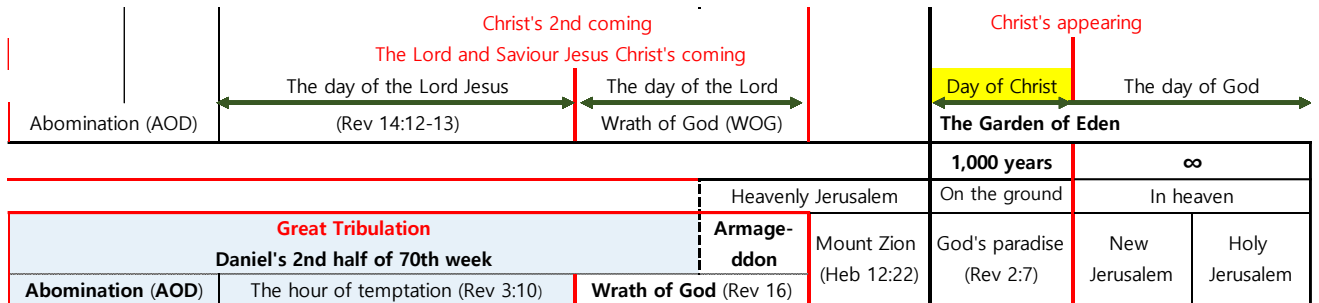 Christ's 2nd coming
Christ's appearing
The Lord and Saviour Jesus Christ's coming
The day of the Lord Jesus
The day of the Lord
Day of Christ
The day of God
Abomination (AOD)
(Rev 14:12-13)
Wrath of God (WOG)
The Garden of Eden
1,000 years
∞
Heavenly Jerusalem
On the ground
In heaven
Great Tribulation
Daniel's 2nd half of 70th week
Armage-
ddon
Mount Zion
(Heb 12:22)
God's paradise
(Rev 2:7)
New
Jerusalem
Holy
Jerusalem
Abomination (AOD)
The hour of temptation (Rev 3:10)
Wrath of God (Rev 16)